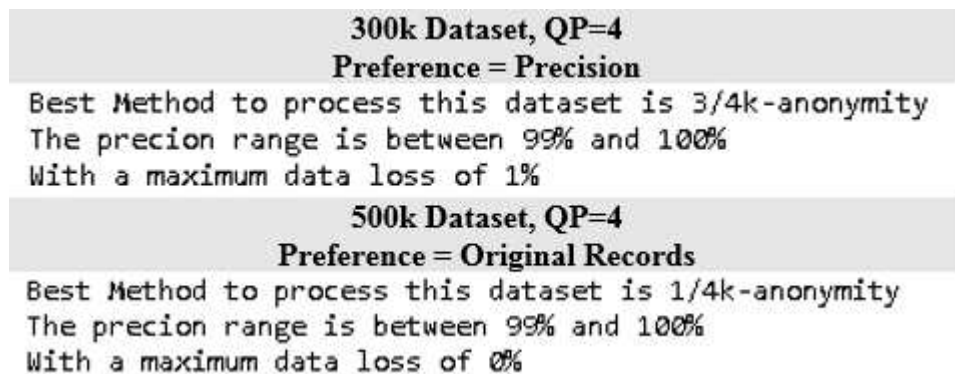 300k Dataset, QP=4
Preference = Precision
Best Method to process this dataset is 3/4k-anonymity
The precion range is between 99% and 100%
With a maximum data loss of 1%
500k Dataset, QP=4
Preference = Original Records
Best Method to process this dataset is 1/4k-anonymity
The precion range is between 99% and 100%
With a maximum data loss of 0%